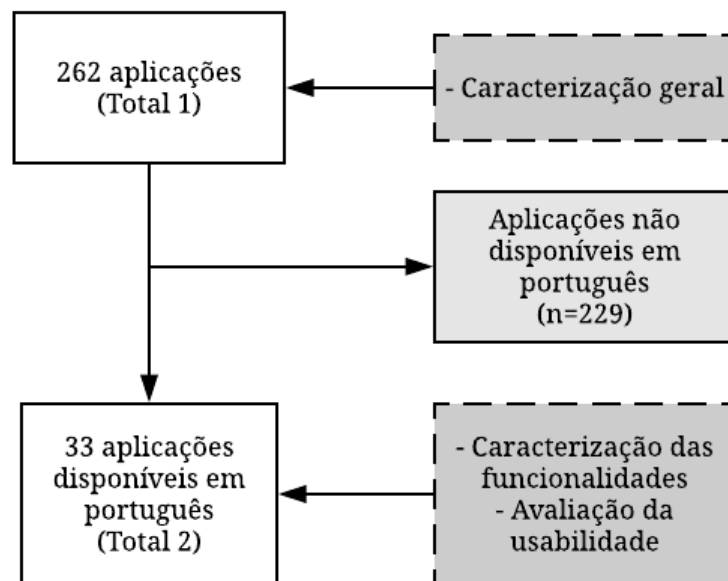 262 aplicações
(Total 1)
- Caracterização geral
Aplicações não
disponíveis em
português
(n=229)
33 aplicações
disponíveis em
português
(Total 2)
- Caracterização das
funcionalidades
- Avaliação da
usabilidade